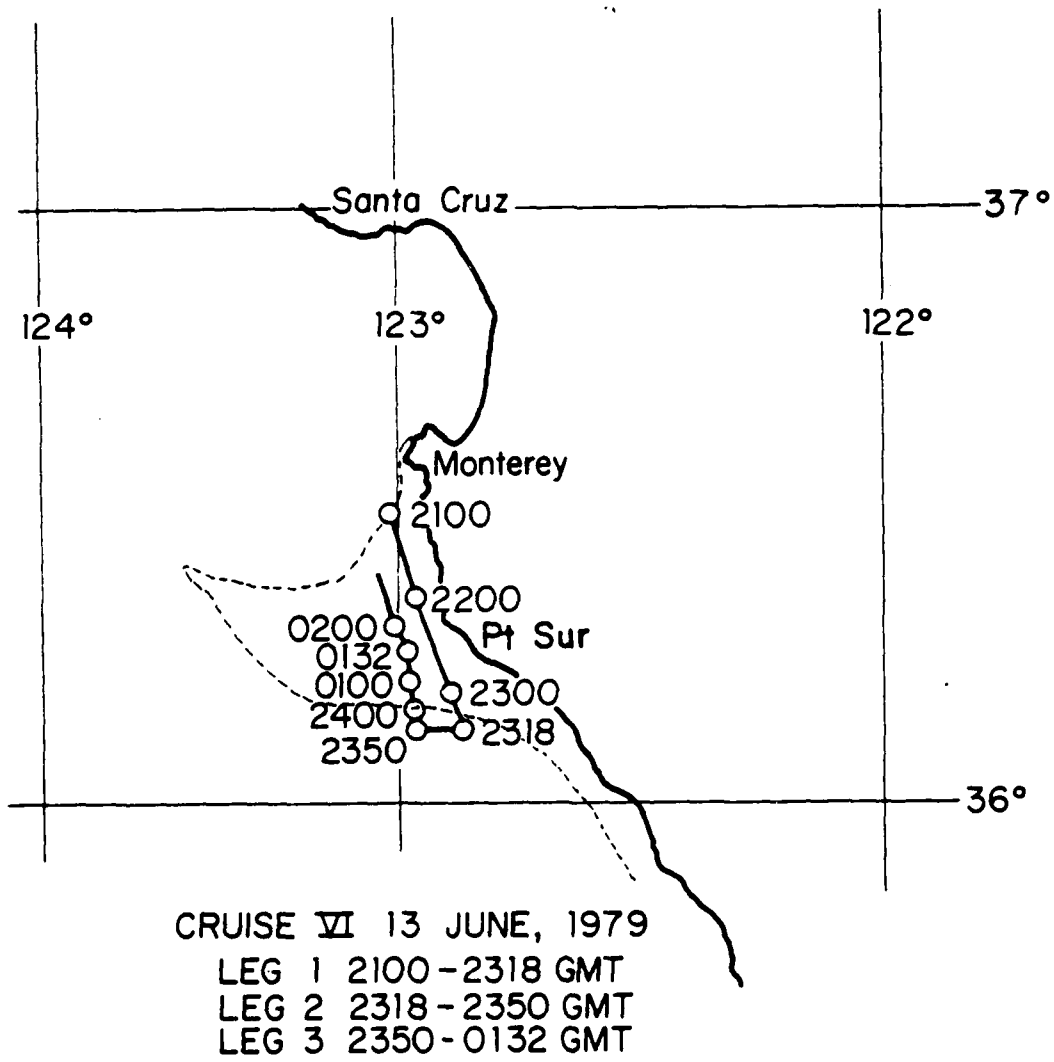 Santa Cruz
37°
124°
123°
122°
Monterey
2100
2200
0200
Pt Sur
0132
0100
2300
2400
2318
2350
36°
CRUISE VI 13 JUNE, 1979
LEG 1 2100-2318 GMT
LEG 2 2318-2350 GMT
LEG 3 2350-0132 GMT